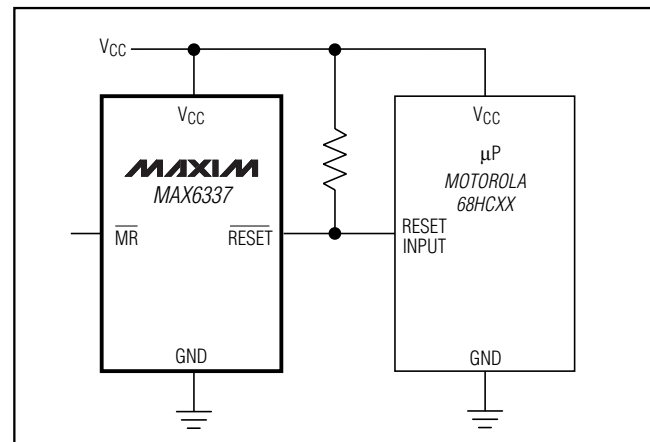 VCC
VCC
MAXIM
MAX6337
MR
RESET
GND
VCC
μP
MOTOROLA
68HCXX
RESET
INPUT
GND